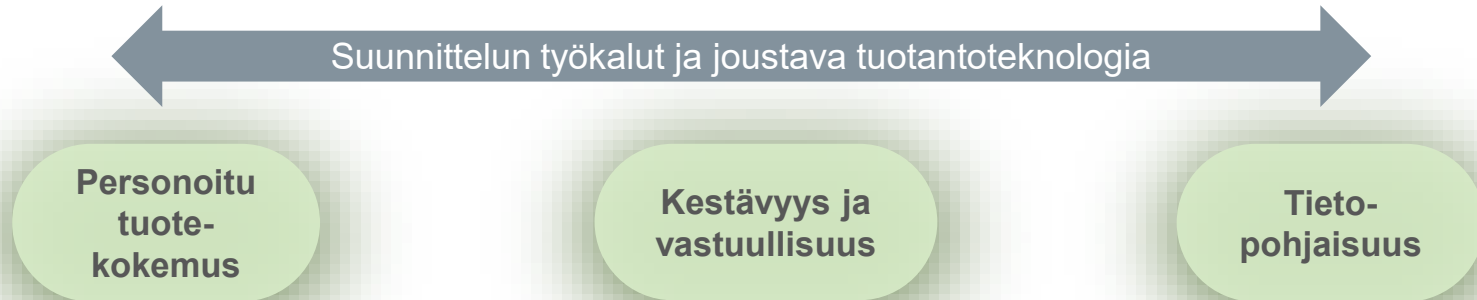 Suunnittelun työkalut ja joustava tuotantoteknologia
Personoitu
tuote-
kokemus
Kestävyys ja
vastuullisuus
Tieto-
pohjaisuus